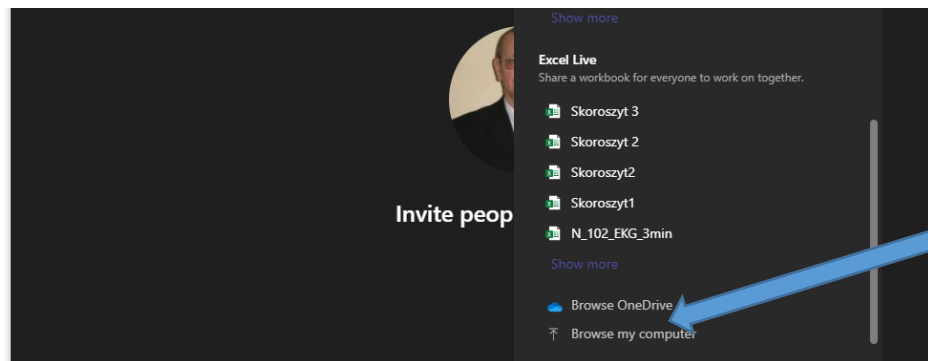 Show more
Excel Live
Share a workbook for everyone to work on together.
Skoroszyt 3
Skoroszyt 2
Skoroszyt2
Skoroszyt1
Invite peop
N_102_EKG_3min
Show more
Browse OneDrive
Browse my computer